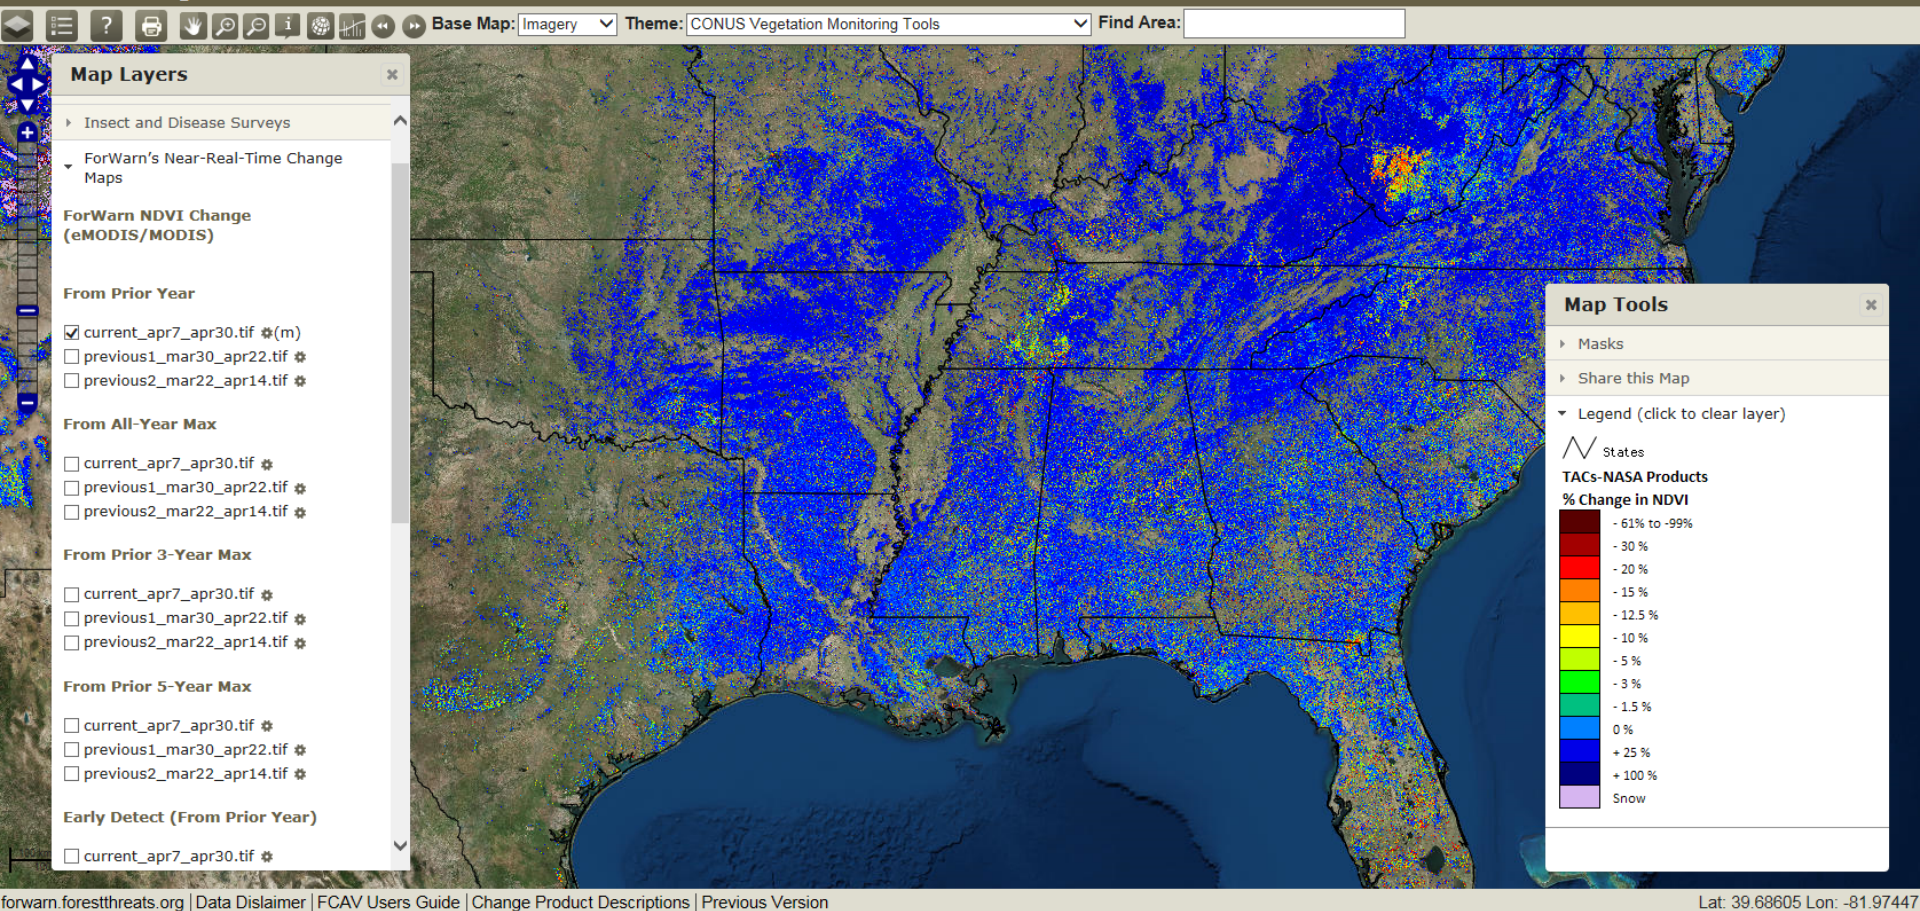 Base Map: Imagery Theme: CONUS Vegetation Monitoring Tools Find Area:
Map Layers
Insect and Disease Surveys
ForWarn's Near-Real-Time Change
Maps
ForWarn NDVI Change
(eMODIS/MODIS)
From Prior Year
current_apr7_apr30.tif (m)
previous1_mar30_apr22.tif
previous2_mar22_apr14.tif
From All-Year Max
current_apr7_apr30.tif
previous1_mar30_apr22.tif
previous2_mar22_apr14.tif
From Prior 3-Year Max
current_apr7_apr30.tif
previous1_mar30_apr22.tif
previous2_mar22_apr14.tif
From Prior 5-Year Max
current_apr7_apr30.tif
previous1_mar30_apr22.tif
previous2_mar22_apr14.tif
Early Detect (From Prior Year)
current_apr7_apr30.tif
Map Tools
Masks
Share this Map
Legend (click to clear layer)
States
TACs-NASA Products
% Change in NDVI
- 61% to -99%
- 30 %
- 20 %
- 15 %
- 12.5 %
- 10 %
- 5 %
- 3 %
- 1.5 %
0 %
+ 25 %
+ 100 %
Snow
forwarn.forestthreats.org | Data Dislaimer | FCAV Users Guide | Change Product Descriptions | Previous Version
Lat: 39.68605 Lon: -81.97447